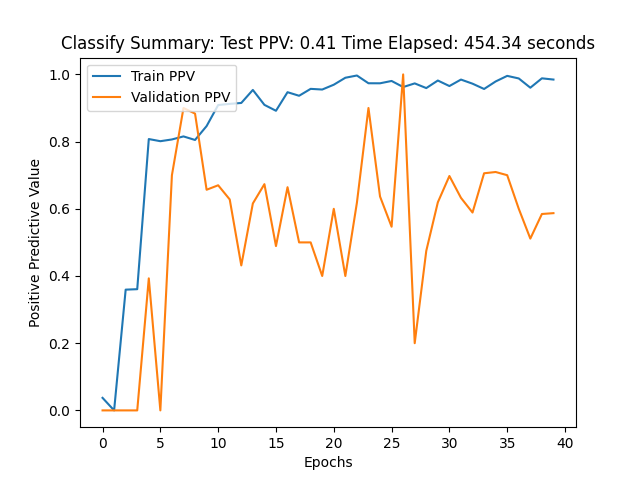 Classify Summary: Test PPV: 0.41 Time Elapsed: 454.34 seconds
Train PPV
Validation PPV
Positive Predictive Value
1.0
0.8
0.6
0.4
0.2
0.0
0 5 10 15 20 25 30 35 40
Epochs